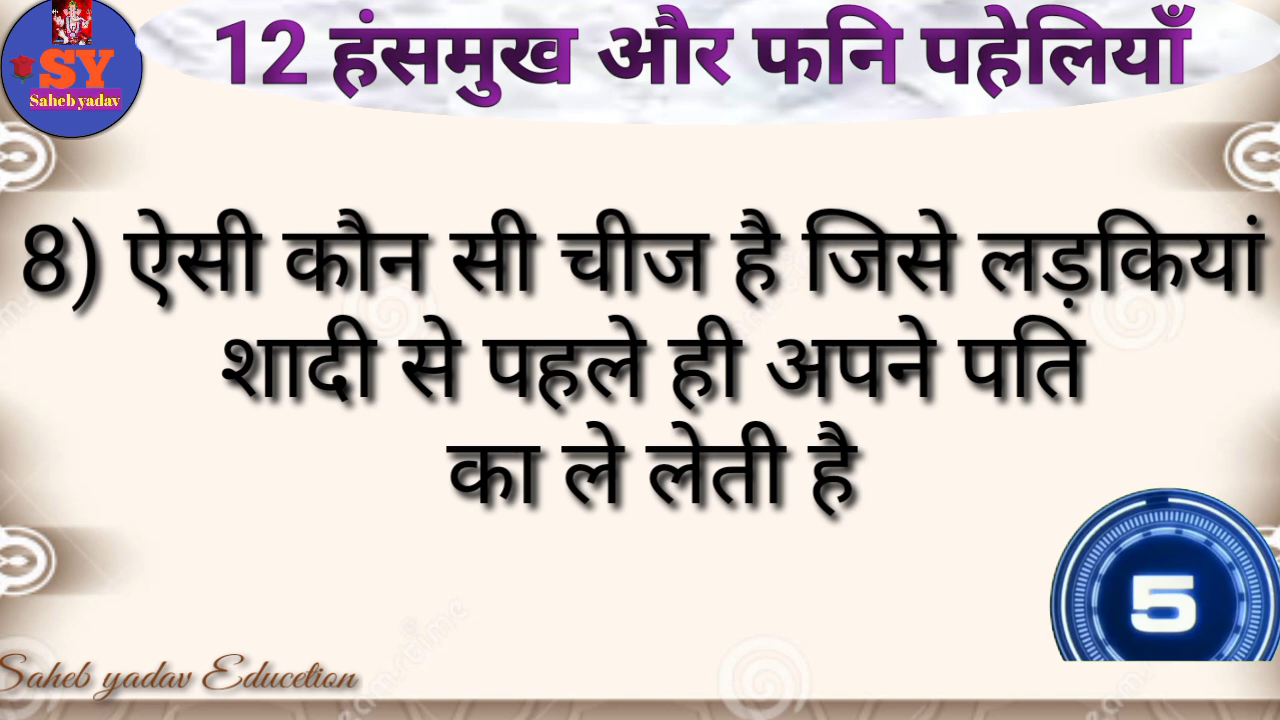 SY
Saheb yadav
12 हंसमुख और फनि पहेलियाँ
8) ऐसी कौन सी चीज है जिसे लड़कियां
शादी से पहले ही अपने पति
का ले लेती है
5
Saheb yadav Educetion